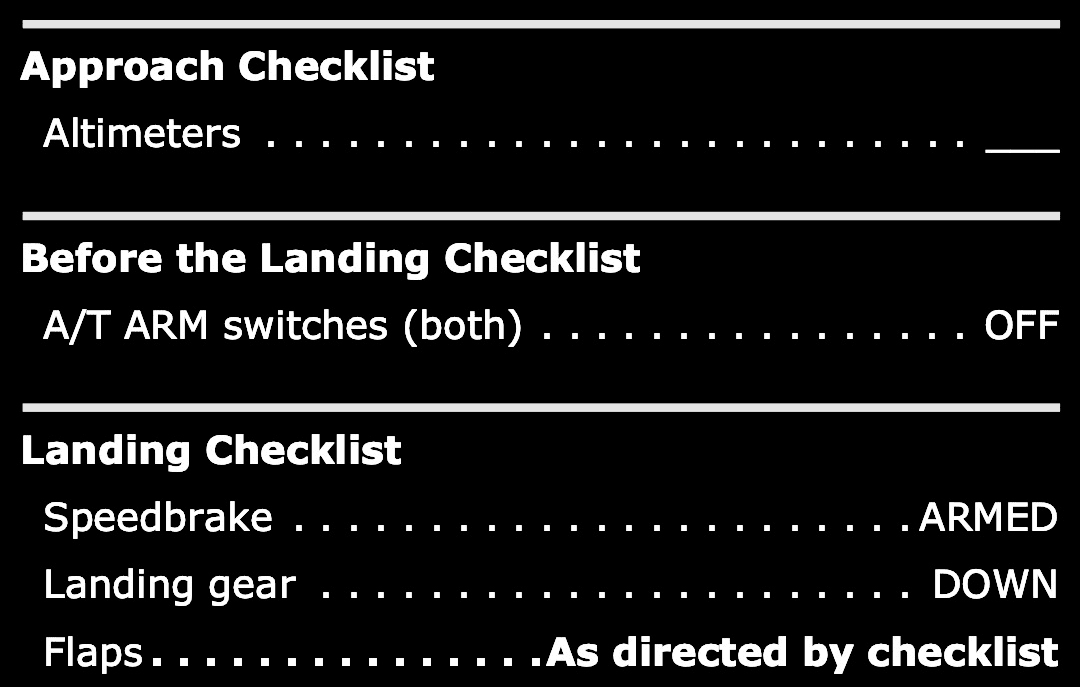 Approach Checklist
Altimeters . . . . . . . . . . . . . . . . . . . . . . . . . . ___
Before the Landing Checklist
A/T ARM switches (both) . . . . . . . . . . . . . . . . OFF
Landing Checklist
Speedbrake . . . . . . . . . . . . . . . . . . . . . . . ARMED
Landing gear . . . . . . . . . . . . . . . . . . . . . . DOWN
Flaps . . . . . . . . . . . . . . . As directed by checklist